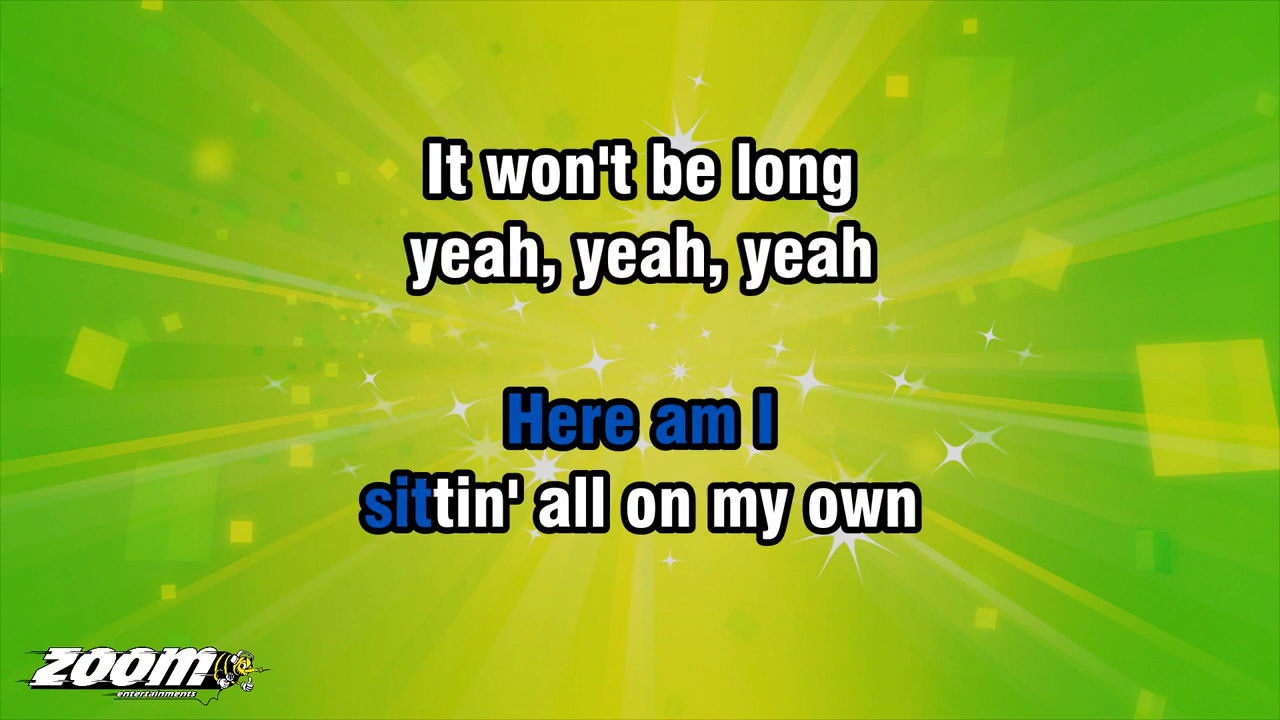 It won't be long
yeah, yeah, yeah
Here am I
sittin' all on my own
zoom
entertainments